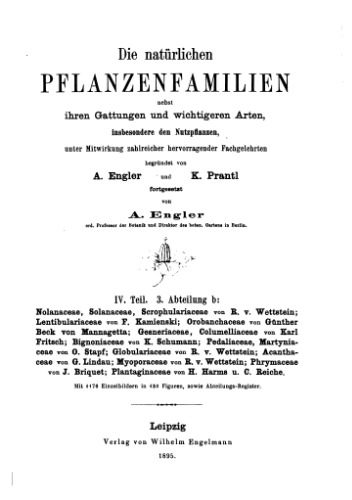 Die natürlichen
PFLANZENFAMILIEN
nebst
ihren Gattungen und wichtigeren Arten,
insbesondere den Nutzpflanzen,
unter Mitwirkung zahlreicher hervorragender Fachgelehrten
begründet von
A. Engler und K. Prantl
fortgesetzt
von
A. Engler
ord. Professor der Botanik und Direktor des botan. Gartens in Berlin.
IV. Teil. 3. Abteilung b:
Nolanaceae, Solanaceae, Scrophulariaceae von R. v. Wettstein;
Lentibulariaceae von F. Kamienski; Orobanchaceae von Günther
Beck von Mannagetta; Gesneriaceae, Columelliaceae von Karl
Fritsch; Bignoniaceae von K. Schumann; Pedaliaceae, Martynia-
ceae von O. Stapf; Globulariaceae von R. v. Wettstein; Acantha-
ceae von G. Lindau; Myoporaceae von R. v. Wettstein; Phrymaceae
von J. Briquet; Plantaginaceae von H. Harms u. C. Reiche.
Mit Einzelbildern in Figuren, sowie Abteilungs-Register.
Leipzig
Verlag von Wilhelm Engelmann
1895.